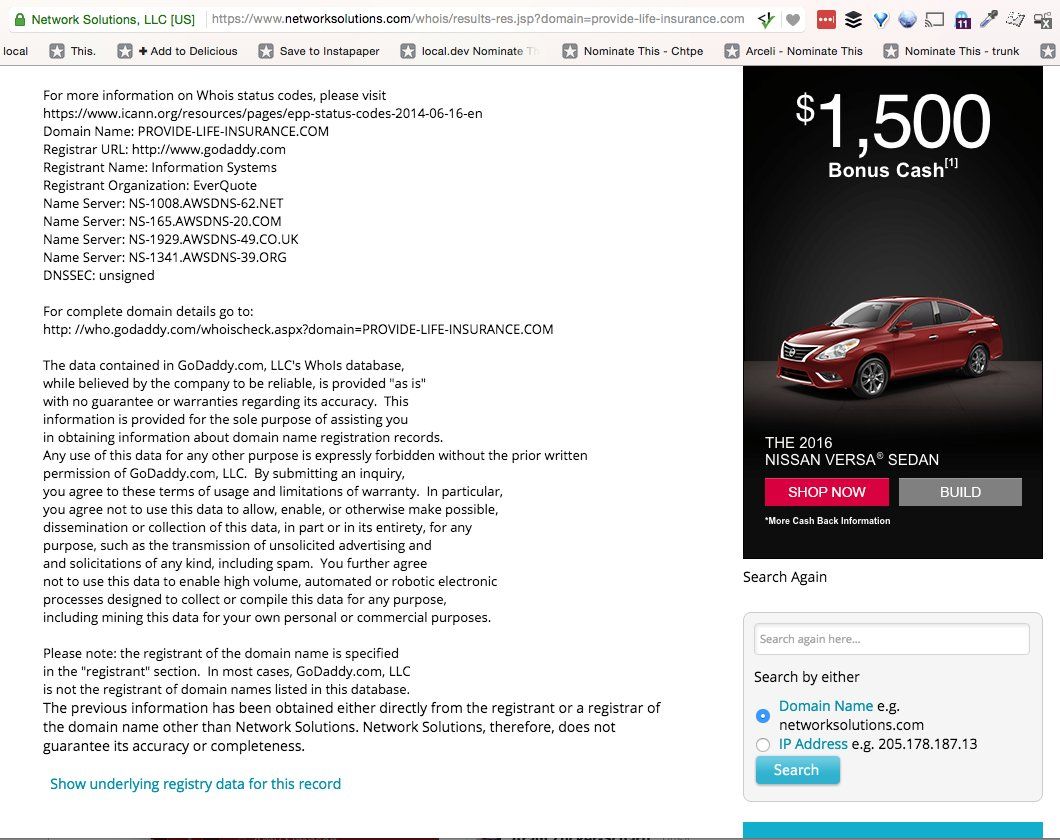 Network Solutions, LLC [US]
https://www.networksolutions.com/whois/results-res.jsp?domain=provide-life-insurance.com
11
local
This.
+ Add to Delicious
Save to Instapaper
local.dev Nominate
Nominate This - Chtpe
Arceli - Nominate This
Nominate This - trunk
For more information on Whois status codes, please visit
https://www.icann.org/resources/pages/epp-status-codes-2014-06-16-en
Domain Name: PROVIDE-LIFE-INSURANCE.COM
Registrar URL: http://www.godaddy.com
Registrant Name: Information Systems
Registrant Organization: EverQuote
Name Server: NS-1008.AWSDNS-62.NET
Name Server: NS-165.AWSDNS-20.COM
Name Server: NS-1929.AWSDNS-49.CO.UK
Name Server: NS-1341.AWSDNS-39.ORG
DNSSEC: unsigned
For complete domain details go to:
http: //who.godaddy.com/whoischeck.aspx?domain=PROVIDE-LIFE-INSURANCE.COM
The data contained in GoDaddy.com, LLC's WhoIs database,
while believed by the company to be reliable, is provided "as is"
with no guarantee or warranties regarding its accuracy.  This
information is provided for the sole purpose of assisting you
in obtaining information about domain name registration records.
Any use of this data for any other purpose is expressly forbidden without the prior written
permission of GoDaddy.com, LLC.  By submitting an inquiry,
you agree to these terms of usage and limitations of warranty.  In particular,
you agree not to use this data to allow, enable, or otherwise make possible,
dissemination or collection of this data, in part or in its entirety, for any
purpose, such as the transmission of unsolicited advertising and
and solicitations of any kind, including spam.  You further agree
not to use this data to enable high volume, automated or robotic electronic
processes designed to collect or compile this data for any purpose,
including mining this data for your own personal or commercial purposes.
Please note: the registrant of the domain name is specified
in the "registrant" section.  In most cases, GoDaddy.com, LLC
is not the registrant of domain names listed in this database.
The previous information has been obtained either directly from the registrant or a registrar of
the domain name other than Network Solutions. Network Solutions, therefore, does not
guarantee its accuracy or completeness.
Show underlying registry data for this record
$1,500
Bonus Cash[1]
THE 2016
NISSAN VERSA® SEDAN
SHOP NOW
BUILD
*More Cash Back Information
Search Again
Search again here...
Search by either
Domain Name e.g.
networksolutions.com
IP Address e.g. 205.178.187.13
Search